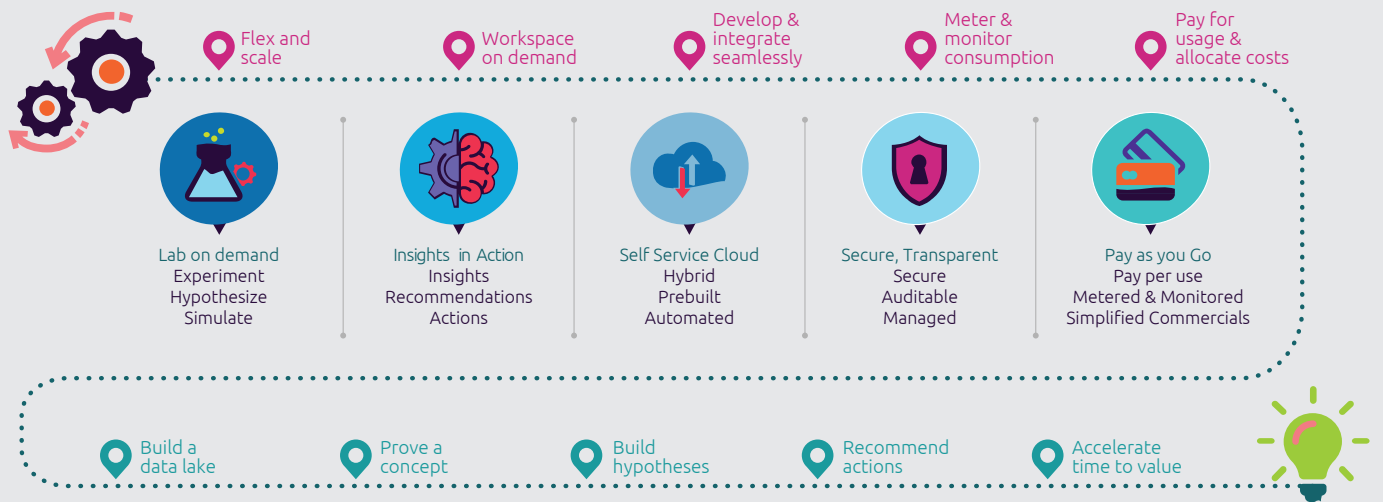 Flex and
scale
Workspace
on demand
Develop &
integrate
seamlessly
Meter &
monitor
consumption
Pay for
usage &
allocate costs
Lab on demand
Experiment
Hypothesize
Simulate
Insights in Action
Insights
Recommendations
Actions
Self Service Cloud
Hybrid
Prebuilt
Automated
Secure, Transparent
Secure
Auditable
Managed
Pay as you Go
Pay per use
Metered & Monitored
Simplified Commercials
Build a
data lake
Prove a
concept
Build
hypotheses
Recommend
actions
Accelerate
time to value